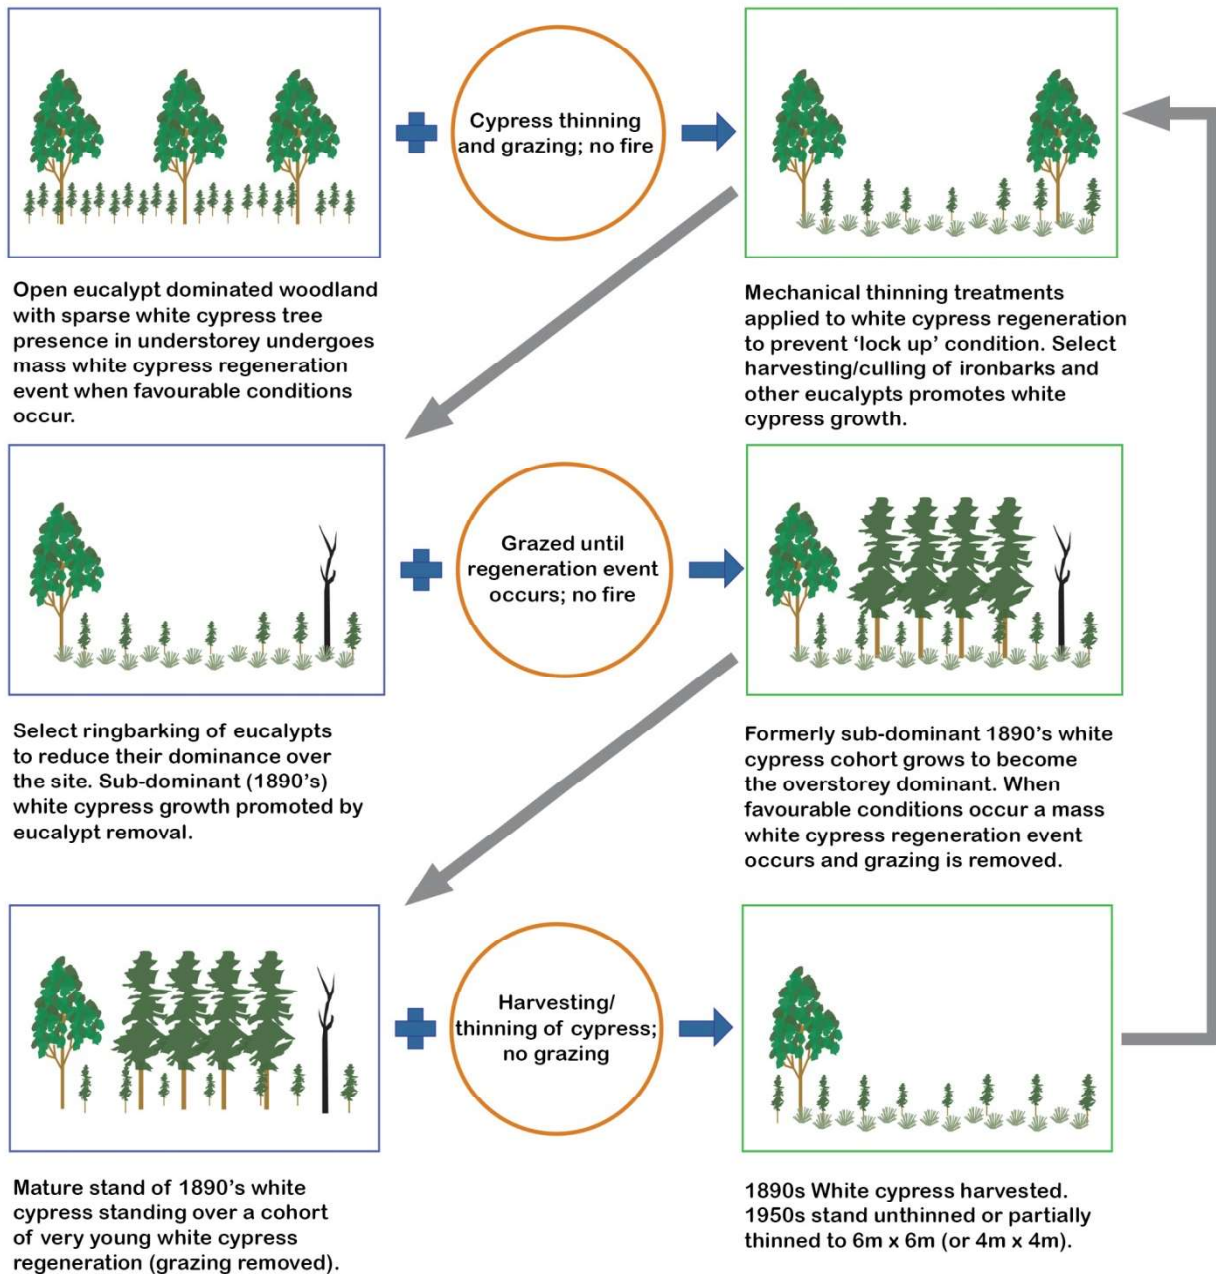 Cypress thinning
and grazing; no fire
Open eucalypt dominated woodland
with sparse white cypress tree
presence in understorey undergoes
mass white cypress regeneration
event when favourable conditions
occur.
Mechanical thinning treatments
applied to white cypress regeneration
to prevent ‘lock up’ condition. Select
harvesting/culling of ironbarks and
other eucalypts promotes white
cypress growth.
Grazed until
regeneration event
occurs; no fire
Select ringbarking of eucalypts
to reduce their dominance over
the site. Sub-dominant (1890's)
white cypress growth promoted by
eucalypt removal.
Formerly sub-dominant 1890's white
cypress cohort grows to become
the overstorey dominant. When
favourable conditions occur a mass
white cypress regeneration event
occurs and grazing is removed.
Harvesting/
thinning of cypress;
no grazing
Mature stand of 1890's white
cypress standing over a cohort
of very young white cypress
regeneration (grazing removed).
1890s White cypress harvested.
1950s stand unthinned or partially
thinned to 6m x 6m (or 4m x 4m).